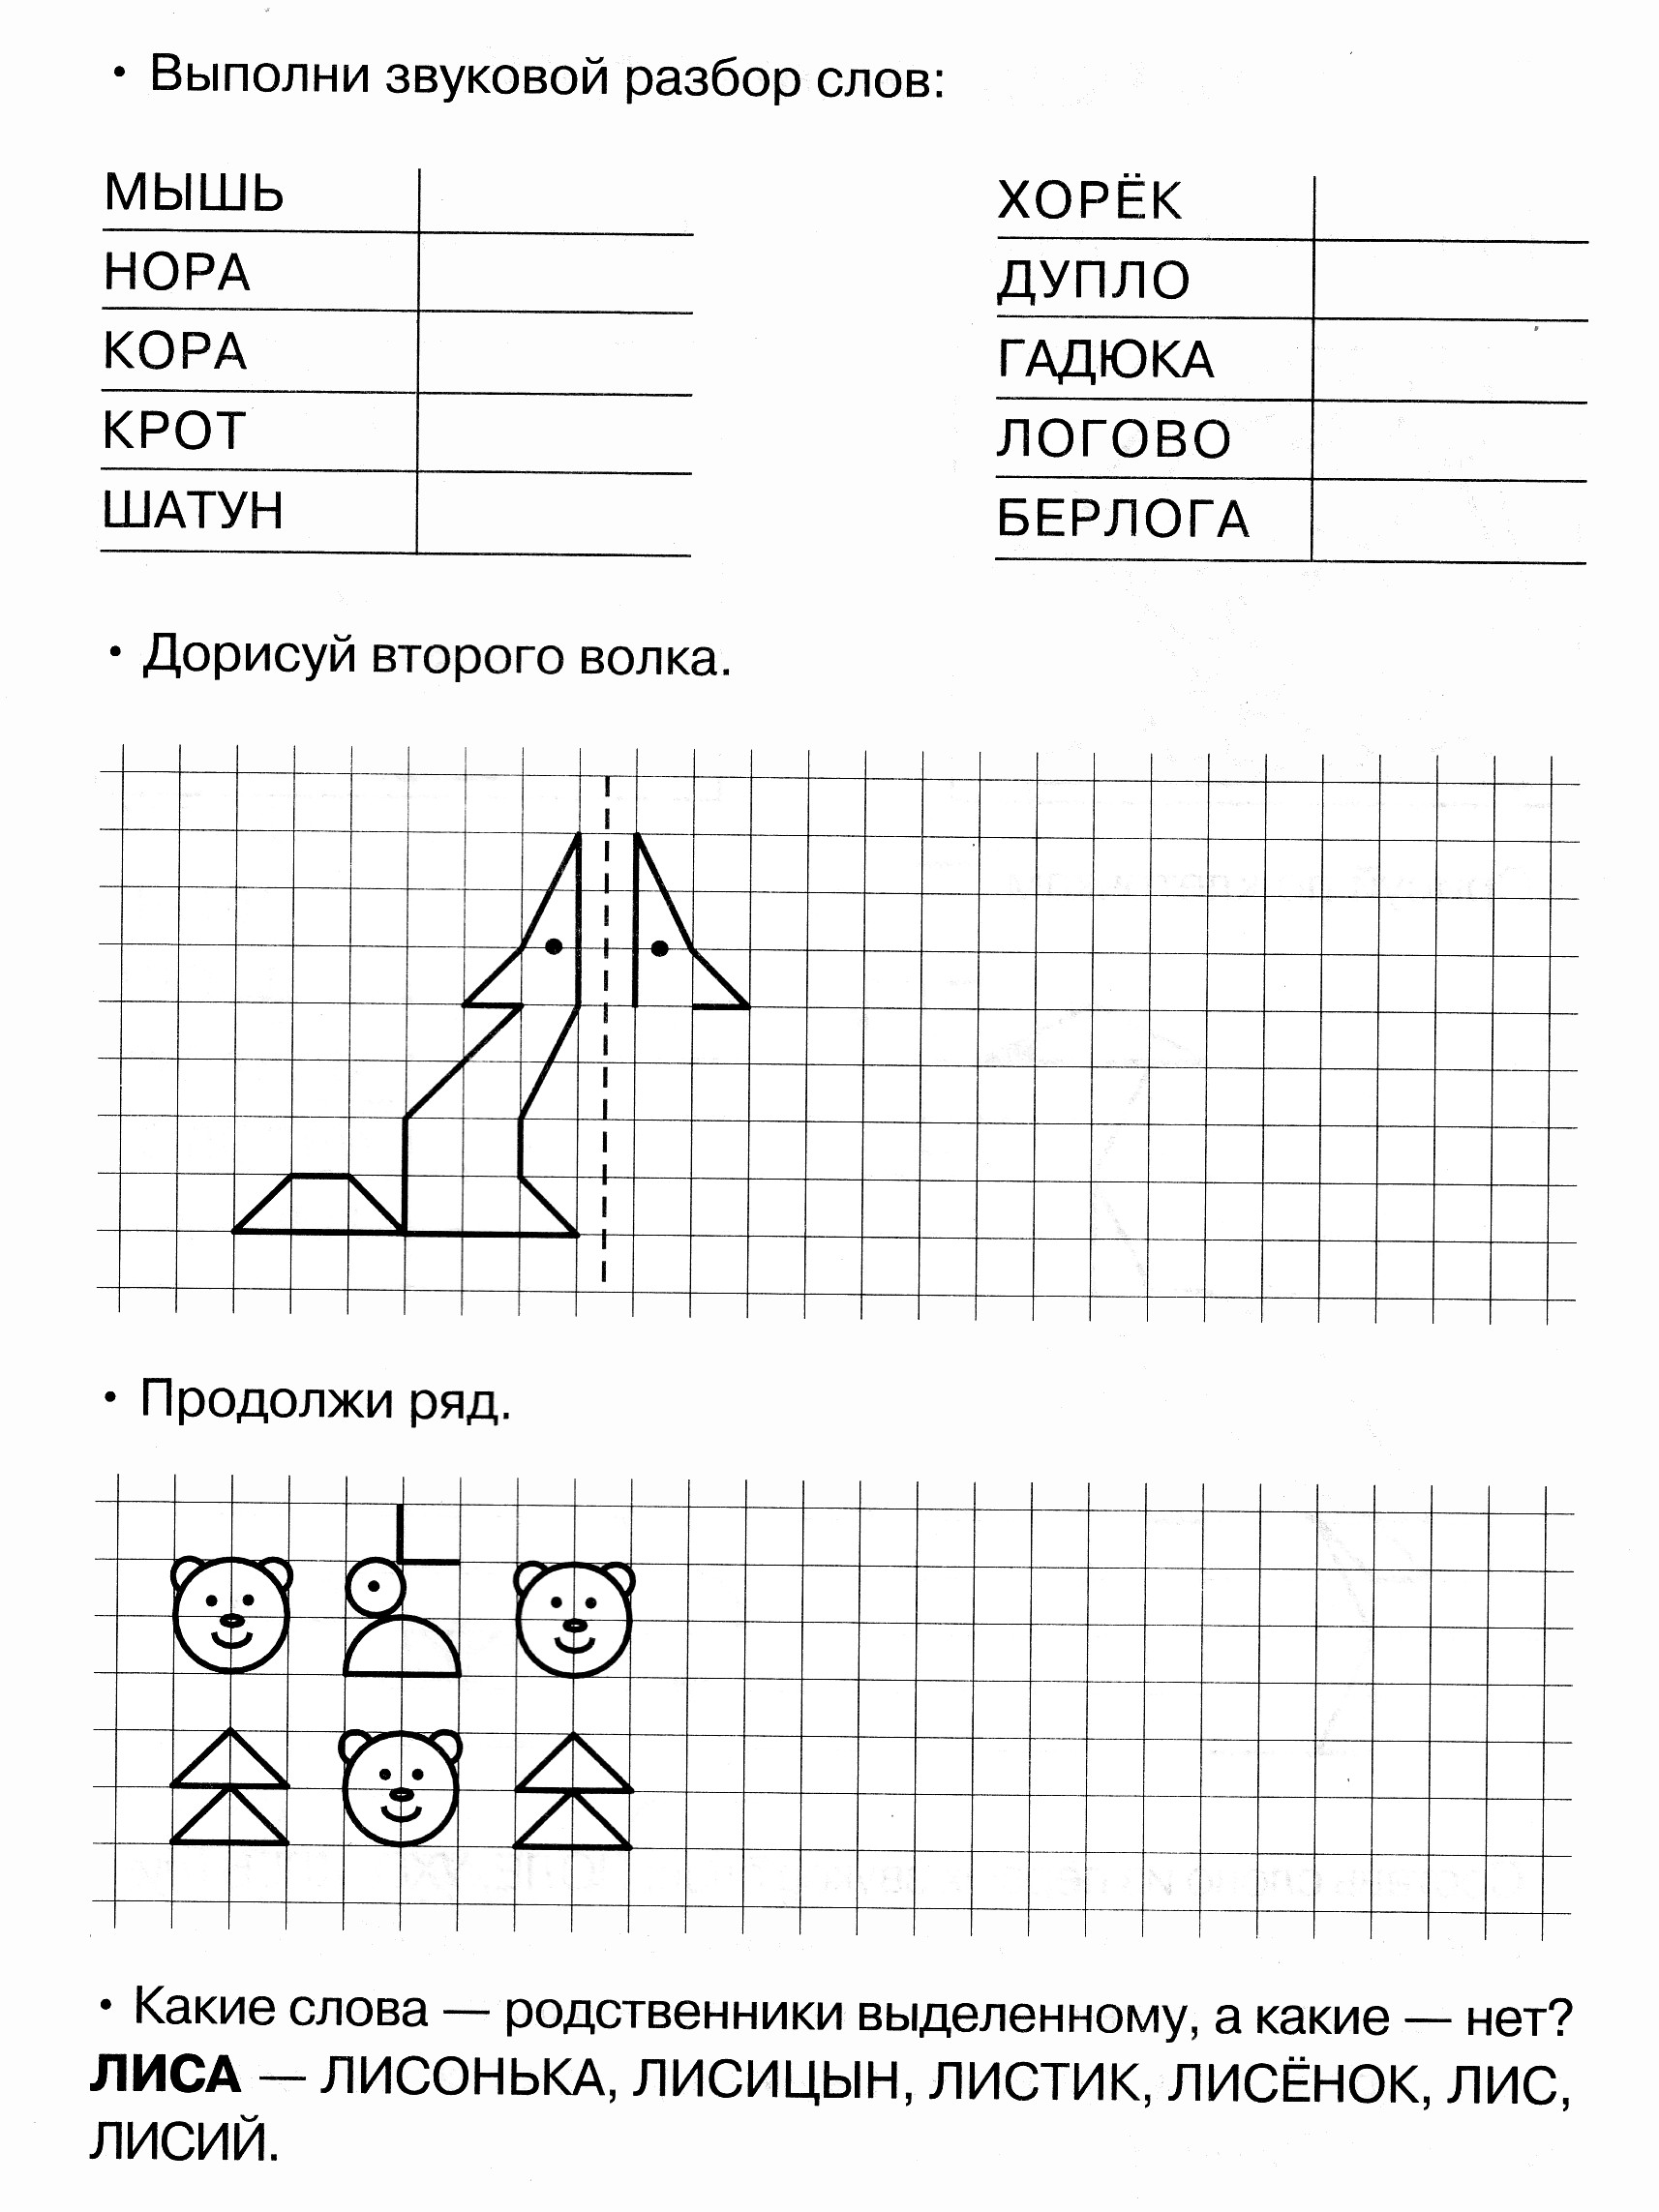 • Выполни звуковой разбор слов:
МЫШЬ
НОРА
КОРА
КРОТ
ШАТУН
ХОРЁК
ДУПЛО
ГАДЮКА
ЛОГОВО
БЕРЛОГА
• Дорисуй второго волка.
• Продолжи ряд.
• Какие слова — родственники выделенному, а какие — нет?
ЛИСА — ЛИСОНЬКА, ЛИСИЦЫН, ЛИСТИК, ЛИСЁНОК, ЛИС,
ЛИСИЙ.